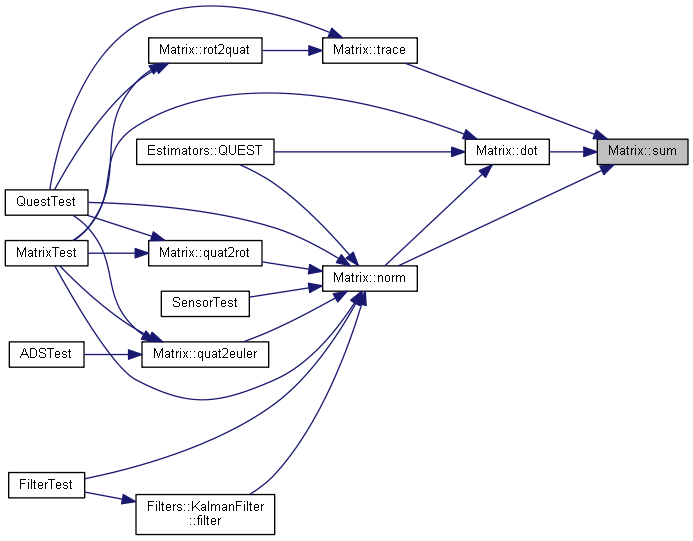 Matrix::rot2quat
Matrix::trace
Estimators::QUEST
Matrix::dot
Matrix::sum
QuestTest
MatrixTest
Matrix::quat2rot
Matrix::norm
SensorTest
ADSTest
Matrix::quat2euler
FilterTest
Filters::KalmanFilter
::filter